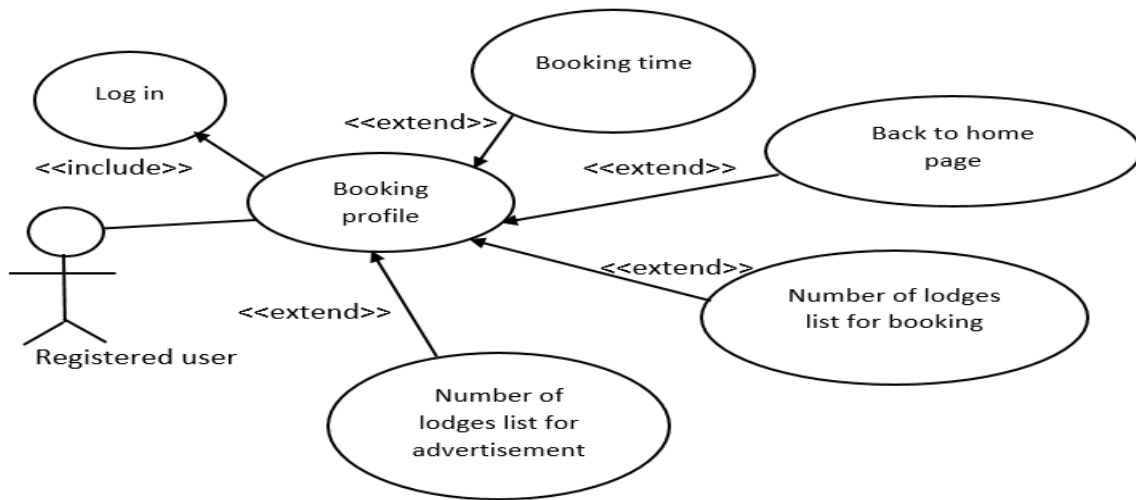 Booking time
Log in
<<extend>>
Back to home
page
<<include>>
<<extend>>
Booking
profile
<<extend>>
Number of lodges
list for booking
<<extend>>
Registered user
Number of
lodges list for
advertisement